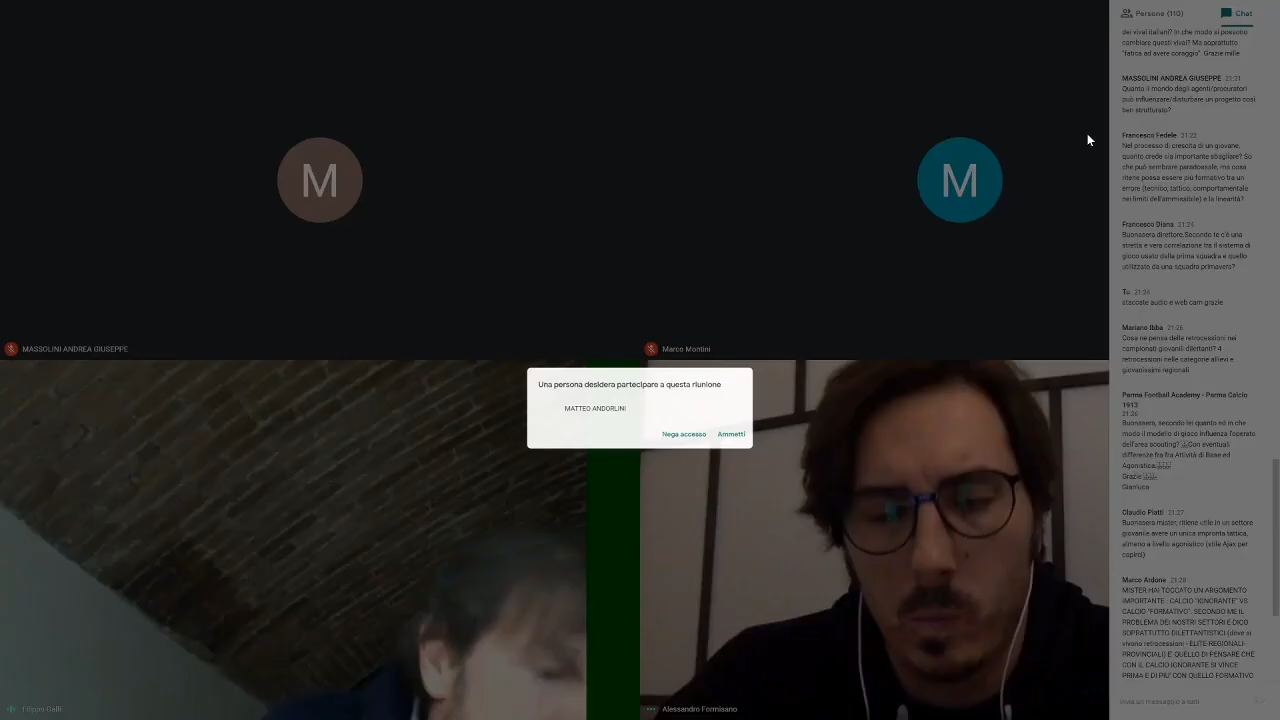 Persone (110)
Chat
dei vivai italiani? In che modo si possono
cambiare questi vivai? Ma soprattutto
"fatica ad avere coraggio". Grazie mille
MASSOLINI ANDREA GIUSEPPE 21:21
Quanto il mondo degli agenti/procuratori
può influenzare/disturbare un progetto così
ben strutturato?
Francesco Fedele 21:22
Nel processo di crescita di un giovane,
quanto crede sia importante sbagliare? So
che può sembrare paradossale, ma cosa
ritiene possa essere più formativo tra un
errore (tecnico, tattico, comportamentale
nei limiti dell'ammissibile) e la linearità?
Francesco Diana 21:24
Buonasera direttore.Secondo te c'è una
stretta e vera correlazione fra il sistema di
gioco usato dalla prima squadra e quello
utilizzato da una squadra primavera?
Tu 21:24
staccate audio e web cam grazie
Mariano Ibba 21:26
Cosa ne pensa delle retrocessioni nei
campionati giovanili dilettanti? 4
retrocessioni nelle categorie allievi e
giovanissimi regionali
Parma Football Academy - Parma Calcio
1913
21:26
Buonasera, secondo lei quanto ed in che
modo il modello di gioco influenza l'operato
dell'area scouting? Con eventuali
differenze fra fra Attività di Base ed
Agonistica.
Grazie
Gianluca
Claudio Piatti 21:27
Buonasera mister, ritiene utile in un settore
giovanile avere un unica impronta tattica,
almeno a livello agonistico (stile Ajax per
capirci)
Marco Ardone 21:28
MISTER HAI TOCCATO UN ARGOMENTO
IMPORTANTE : CALCIO "IGNORANTE" VS
CALCIO "FORMATIVO". SECONDO ME IL
PROBLEMA DEI NOSTRI SETTORI E DICO
SOPRATTUTTO DILETTANTISTICI (dove si
vivono retrocessioni - ELITE-REGIONALI-
PROVINCIALI) E' QUELLO DI PENSARE CHE
CON IL CALCIO IGNORANTE SI VINCE
PRIMA E DI PIU' CON QUELLO FORMATIVO
Invia un messaggio a tutti
M
M
MASSOLINI ANDREA GIUSEPPE
Marco Montini
Una persona desidera partecipare a questa riunione
MATTEO ANDORLINI
Nega accesso
Ammetti
Filippo Galli
Alessandro Formisano